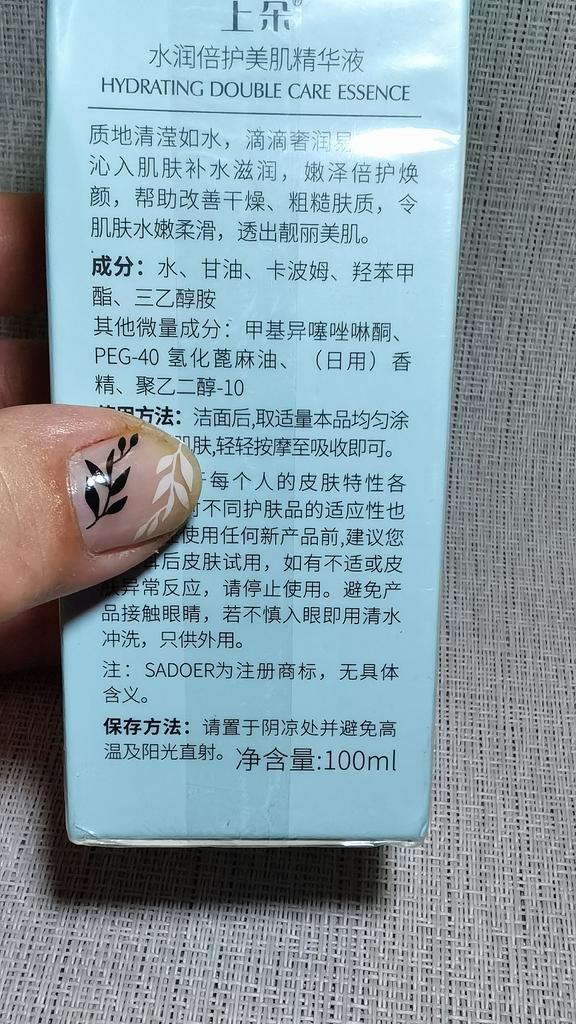 上朵®
水润倍护美肌精华液
HYDRATING DOUBLE CARE ESSENCE
质地清滢如水，滴滴奢润易
沁入肌肤补水滋润，嫩泽倍护焕
颜，帮助改善干燥、粗糙肤质，令
肌肤水嫩柔滑，透出靓丽美肌。
成分：水、甘油、卡波姆、羟苯甲
酯、三乙醇胺
其他微量成分：甲基异噻唑啉酮、
PEG-40 氢化蓖麻油、（日用）香
精、聚乙二醇-10
方法：洁面后,取适量本品均匀涂
肌肤,轻轻按摩至吸收即可。
每个人的皮肤特性各
不同护肤品的适应性也
使用任何新产品前,建议您
后皮肤试用，如有不适或皮
肤异常反应，请停止使用。避免产
品接触眼睛，若不慎入眼即用清水
冲洗，只供外用。
注：SADOER为注册商标，无具体
含义。
保存方法：请置于阴凉处并避免高
温及阳光直射。净含量:100ml